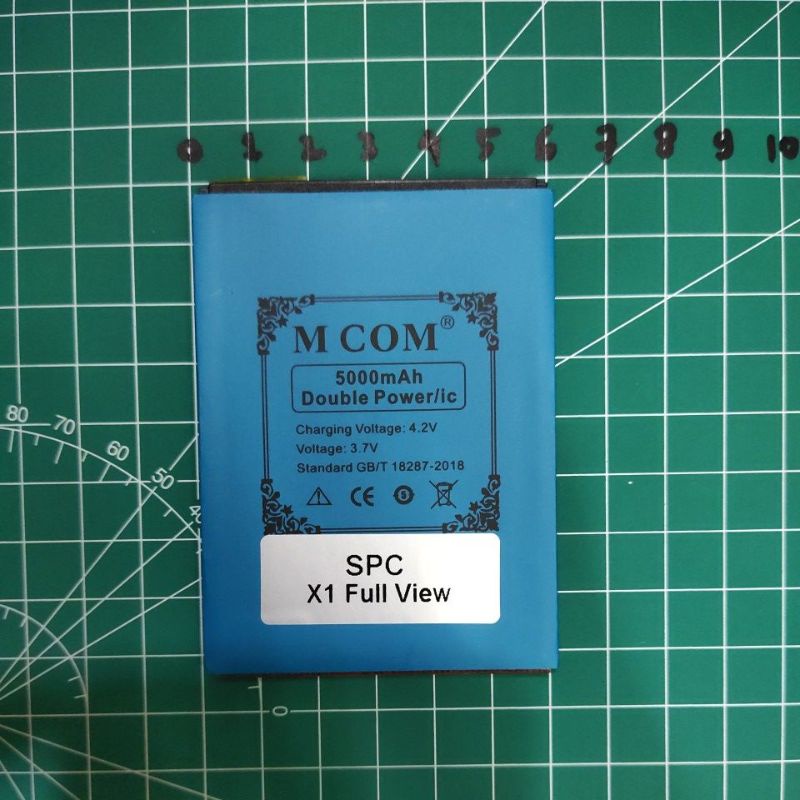 0 1 2 3 4 5 6 7 8 9 10
M COM®
5000mAh
Double Power/ic
Charging Voltage: 4.2V
Voltage: 3.7V
Standard GB/T 18287-2018
CE
SPC
X1 Full View
80 70 60 50
0